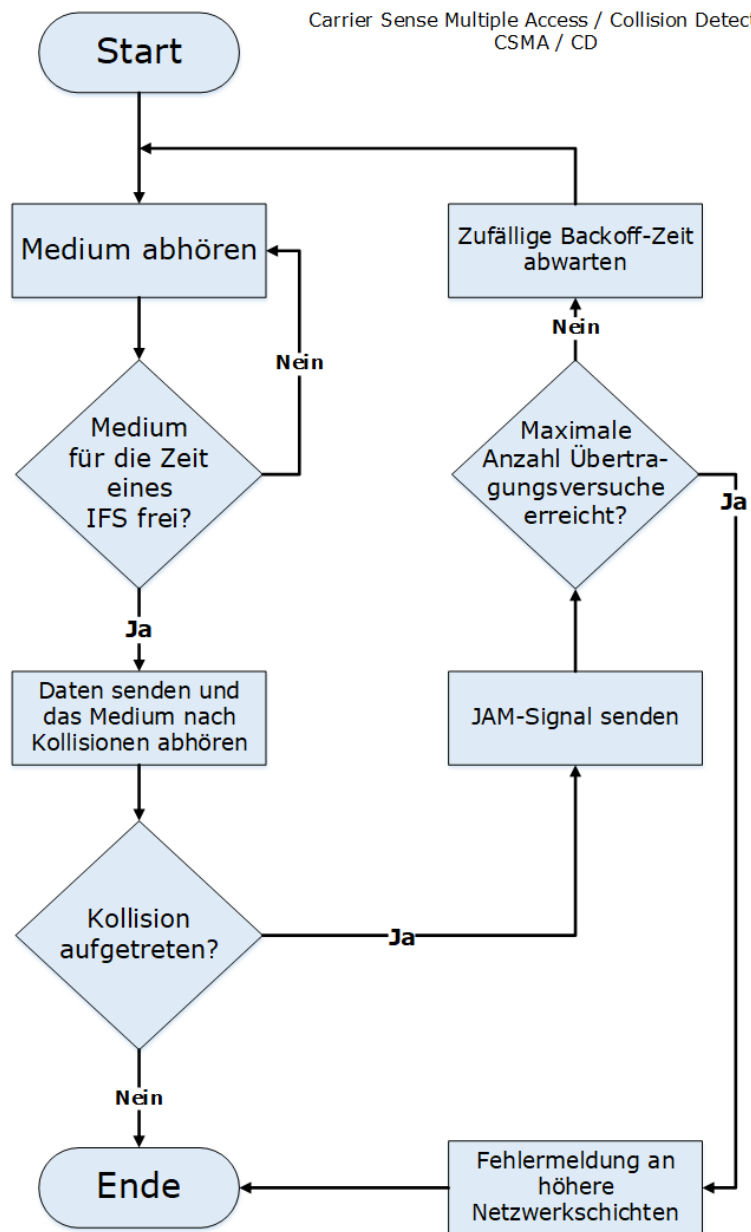 Carrier Sense Multiple Access / Collision Detect
CSMA / CD
Start
Medium abhören
Nein
Medium
für die Zeit
eines
IFS frei?
Ja
Daten senden und
das Medium nach
Kollisionen abhören
Kollision
aufgetreten?
Ja
Nein
Ende
Zufällige Backoff-Zeit
abwarten
Nein
Maximale
Anzahl Übertra-
gungsversuche
erreicht?
Ja
JAM-Signal senden
Fehlermeldung an
höhere
Netzwerkschichten